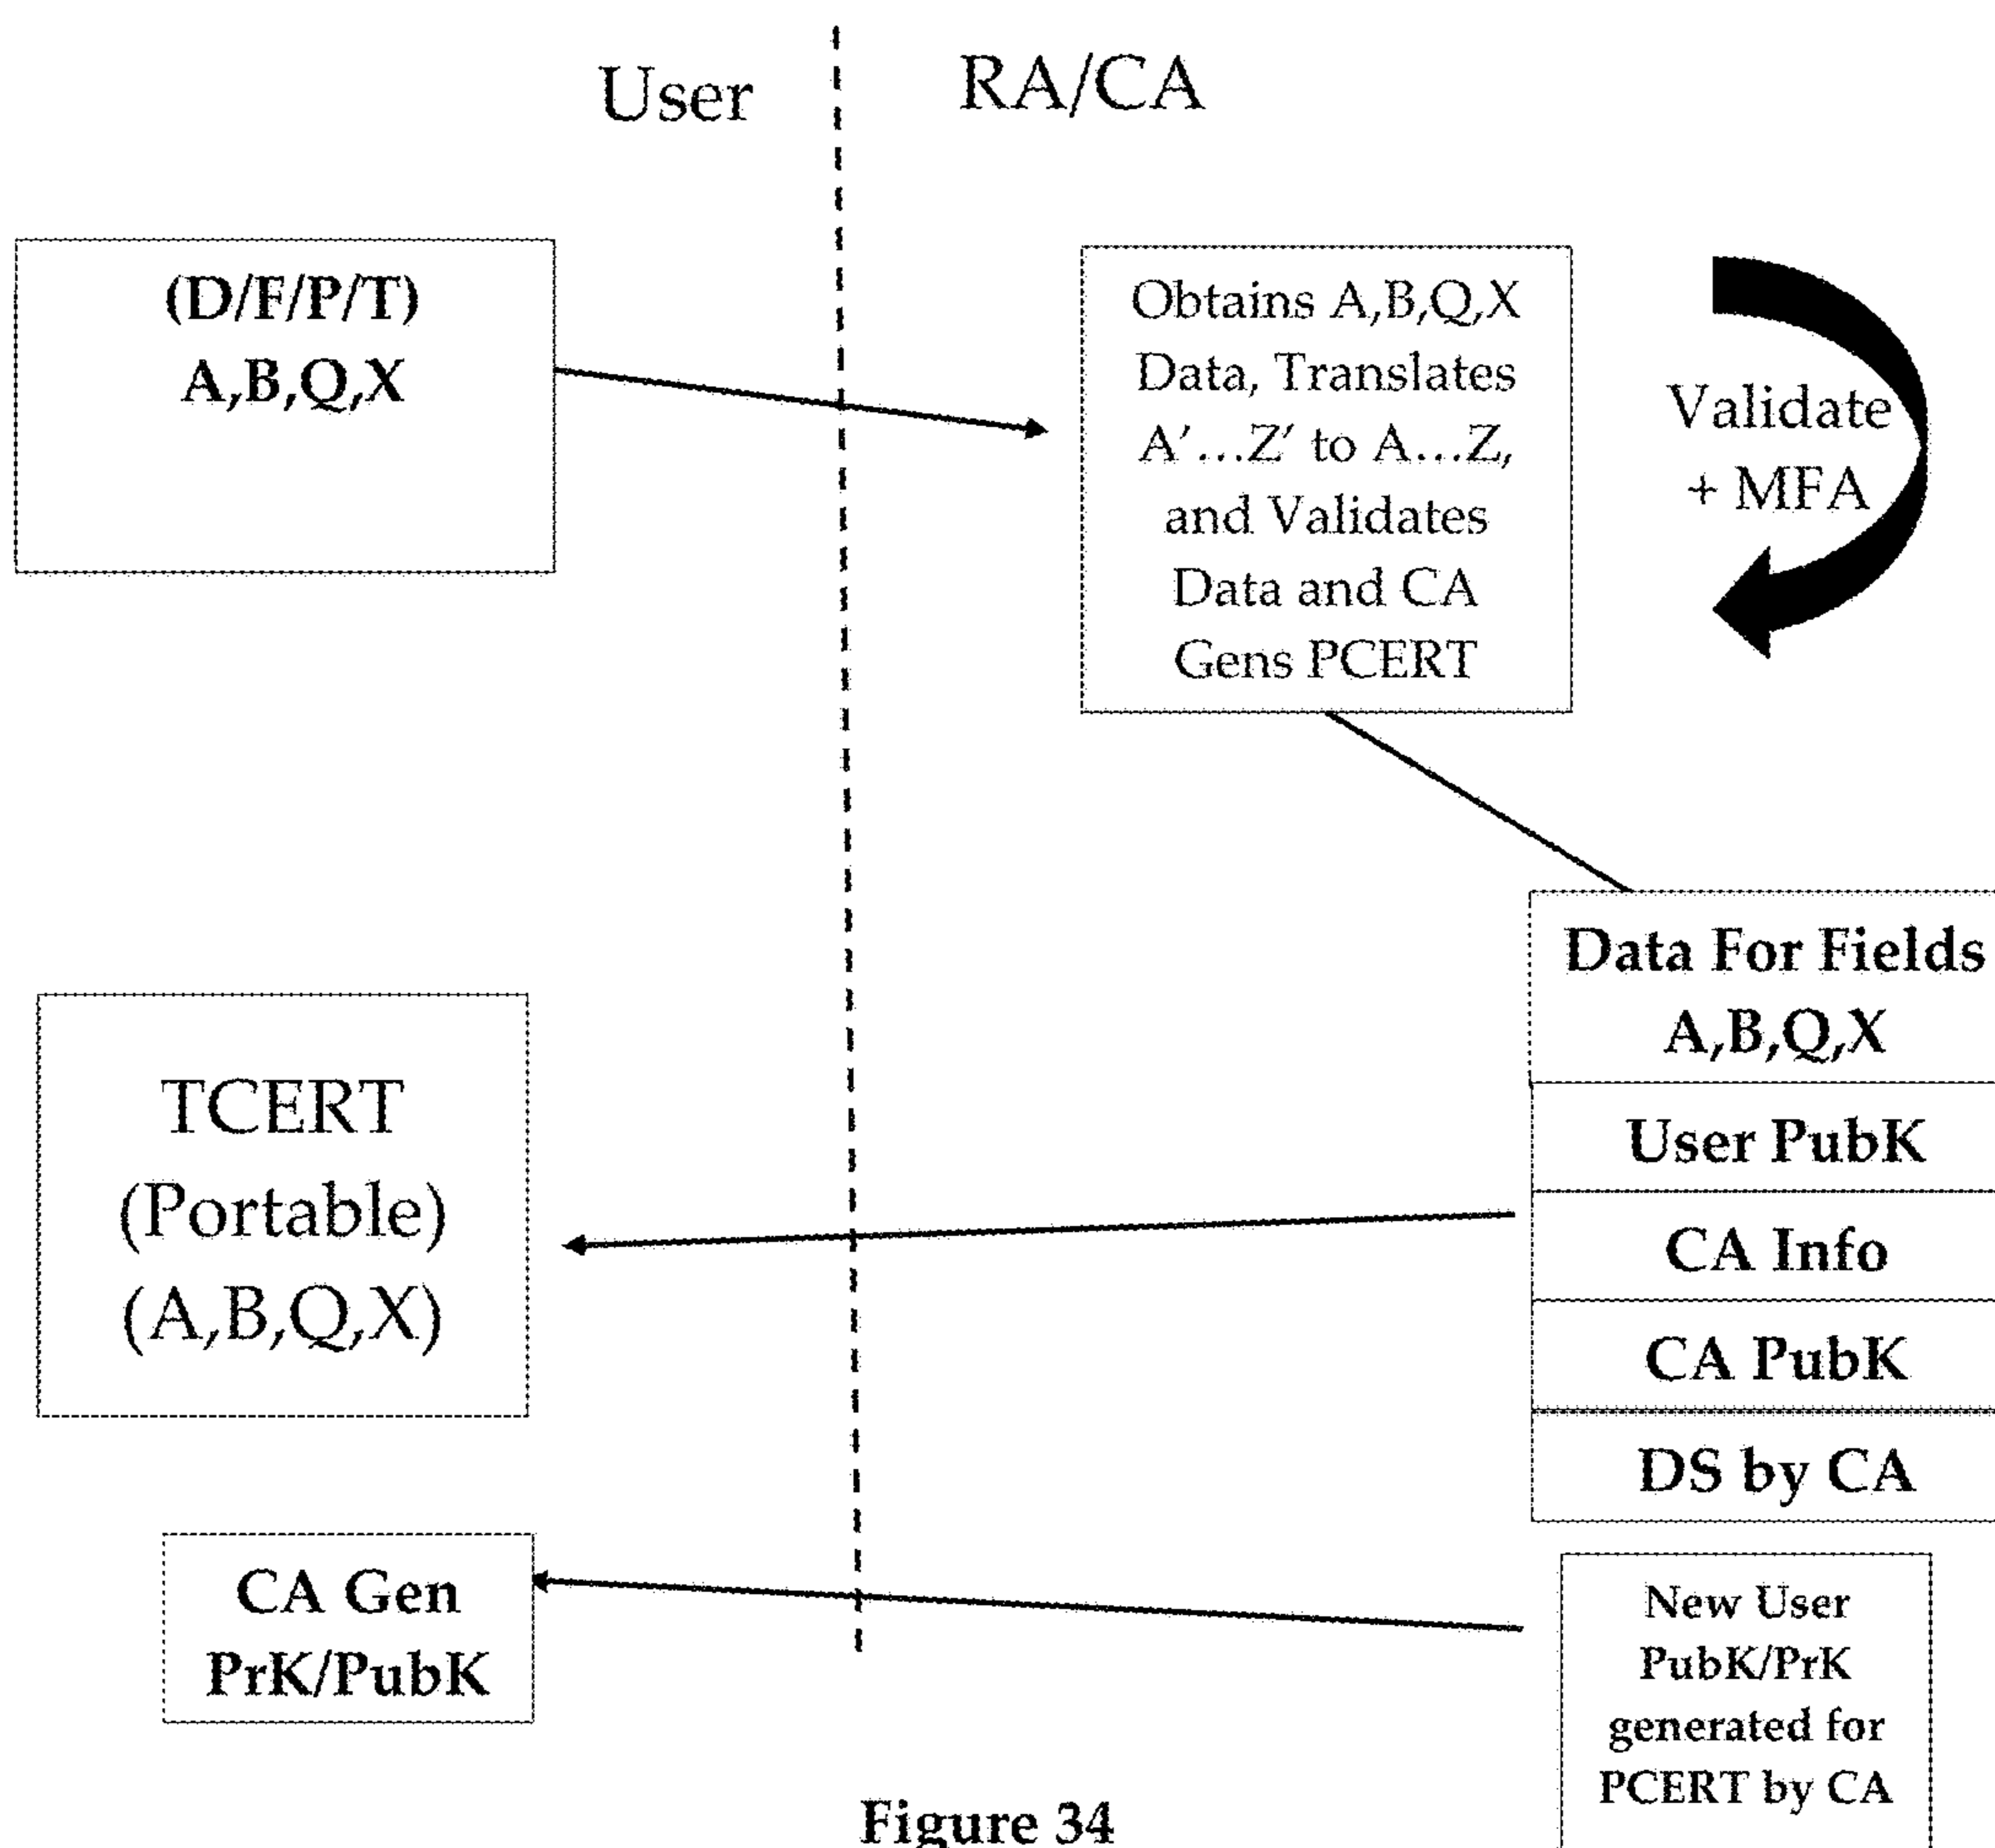 User
RA/CA
(D/F/P/T)
A,B,Q,X
Obtains A,B,Q,X
Data, Translates
A'...Z' to A...Z,
and Validates
Data and CA
Gens PCERT
Validate
+ MFA
Data For Fields
A,B,Q,X
User PubK
CA Info
CA PubK
DS by CA
TCERT
(Portable)
(A,B,Q,X)
CA Gen
PrK/PubK
New User
PubK/PrK
generated for
PCERT by CA
Figure 34